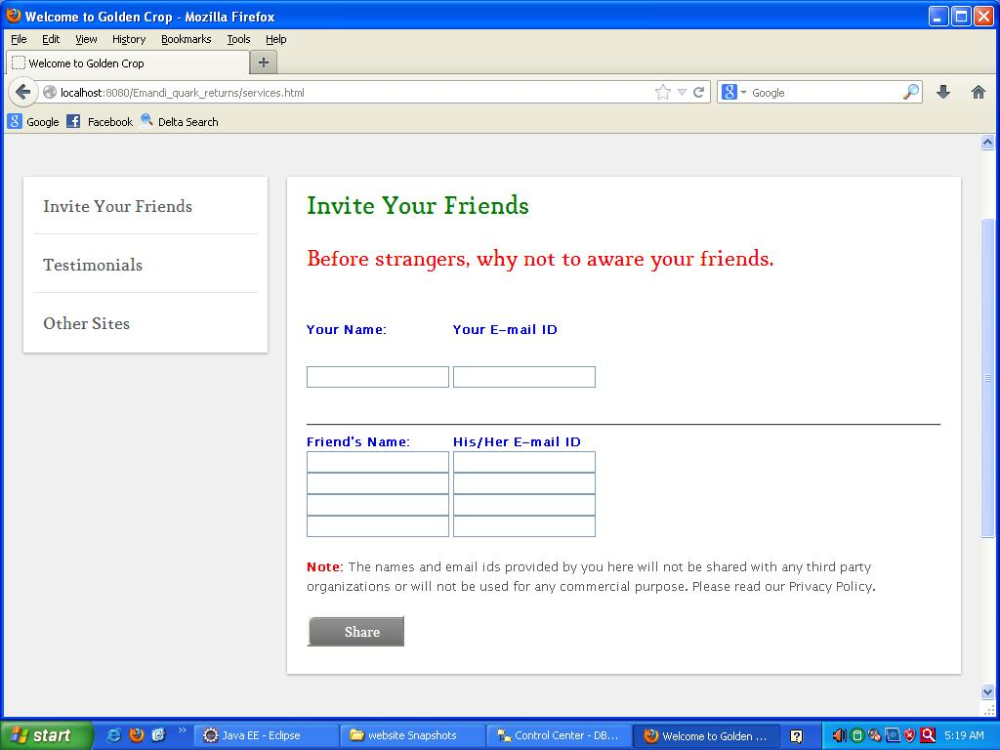 Welcome to Golden Crop - Mozilla Firefox
File Edit View History Bookmarks Tools Help
Welcome to Golden Crop
localhost:8080/Emandi_quark_returns/services.html
Google
Google Facebook Delta Search
Invite Your Friends
Testimonials
Other Sites
Invite Your Friends
Before strangers, why not to aware your friends.
Your Name: Your E-mail ID
Friend's Name: His/Her E-mail ID
Note: The names and email ids provided by you here will not be shared with any third party
organizations or will not be used for any commercial purpose. Please read our Privacy Policy.
Share
start Java EE - Eclipse website Snapshots Control Center - DB... Welcome to Golden ... 5:19 AM